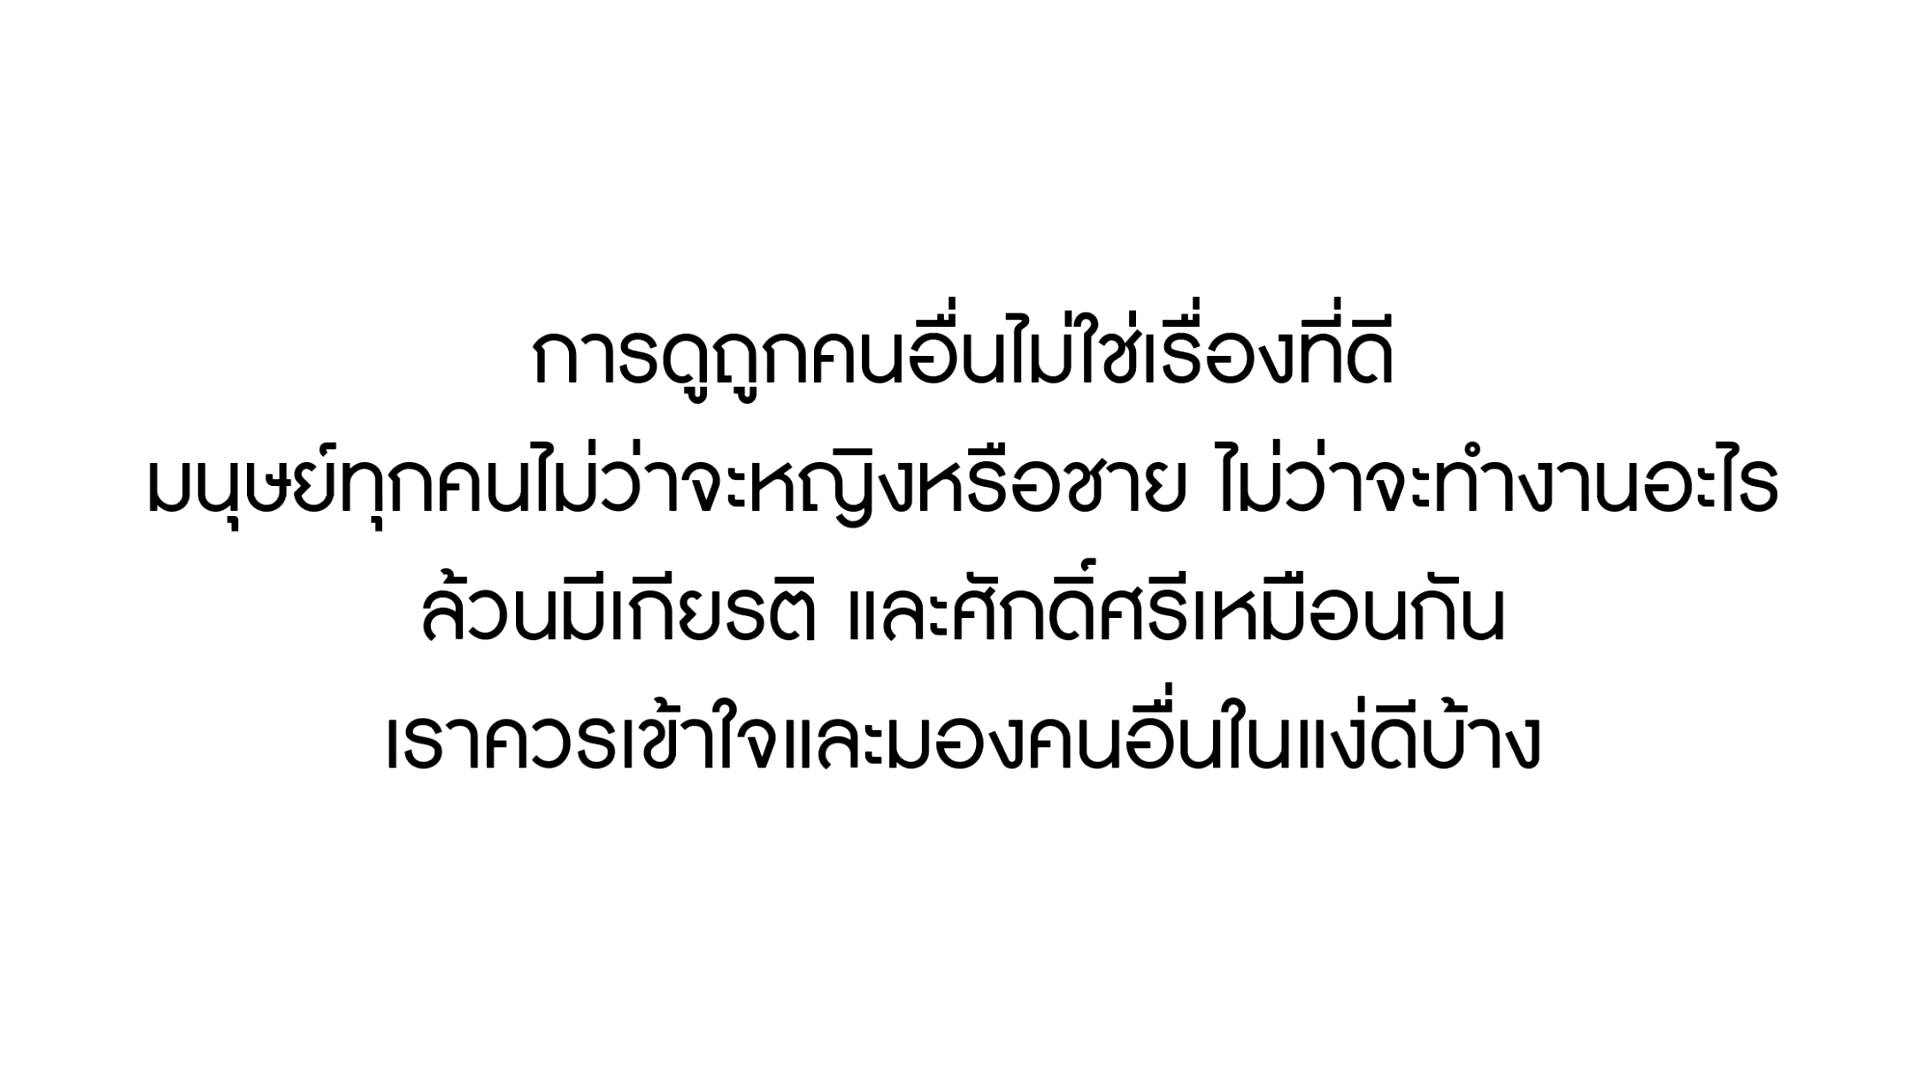 การดูถูกคนอื่นไม่ใช่เรื่องที่ดี
มนุษย์ทุกคนไม่ว่าจะหญิงหรือชาย ไม่ว่าจะทำงานอะไร
ล้วนมีเกียรติ และศักดิ์ศรีเหมือนกัน
เราควรเข้าใจและมองคนอื่นในแง่ดีบ้าง